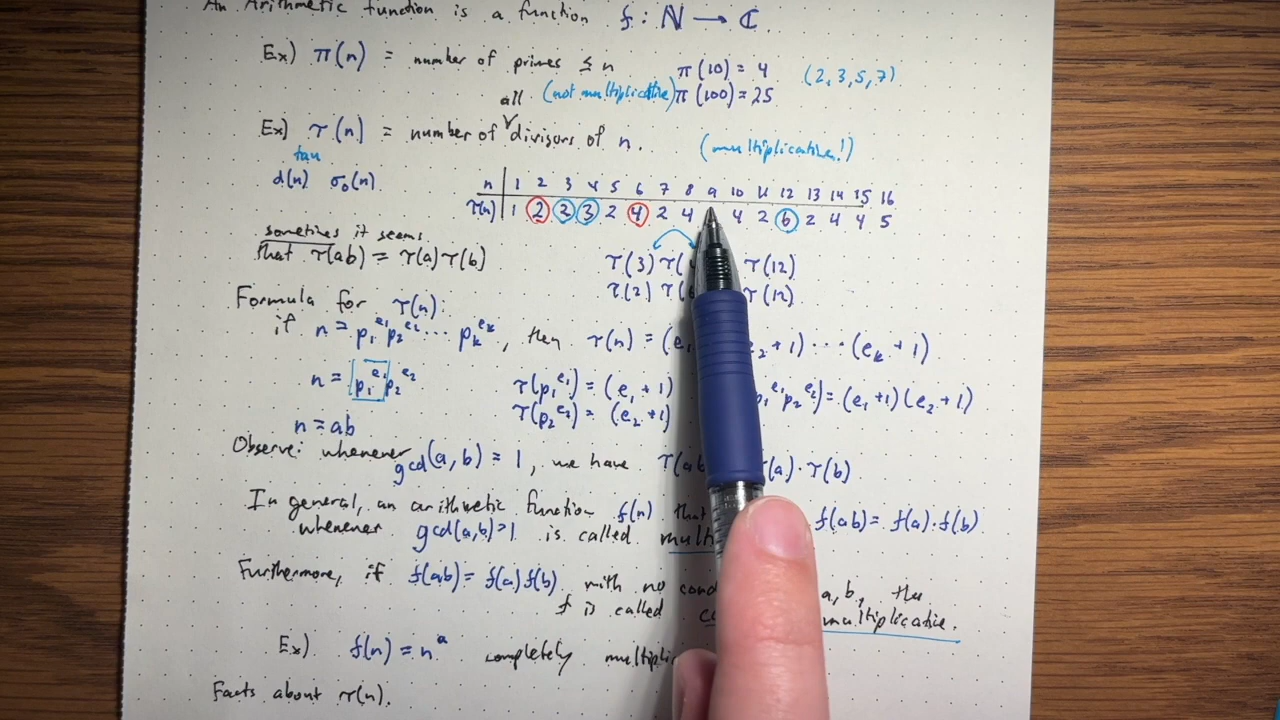 An Arithmetic function is a function f : ℕ → ℂ
Ex) π(n) = number of primes ≤ n π(10) = 4 (2, 3, 5, 7)
(not multiplicative) π(100) = 25
all
Ex) τ(n) = number of ∨ divisors of n. (multiplicative!)
tau
d(n) σ₀(n)
n 1 2 3 4 5 6 7 8 9 10 11 12 13 14 15 16
τ(n) 1 2 2 3 2 4 2 4 4 2 6 2 4 4 5
sometimes it seems
that τ(ab) = τ(a)τ(b)
τ(3) τ( τ(12)
τ(2) τ( τ(12)
Formula for τ(n):
if n = p₁^e₁ p₂^e₂ ... p_k^e_k, then τ(n) = (e₁ e₂+1) ... (e_k+1)
n = p₁^e₁ p₂^e₂ τ(p₁^e₁) = (e₁+1) p₁^e₁ p₂^e₂) = (e₁+1)(e₂+1)
τ(p₂^e₂) = (e₂+1)
n = ab
Observe: whenever gcd(a,b) = 1, we have τ(ab (a)·τ(b)
In general, an arithmetic function f(n) that f(ab) = f(a)·f(b)
whenever gcd(a,b)=1 is called multi
Furthermore, if f(ab) = f(a)f(b) with no cond a, b, then
f is called c multiplicative.
Ex) f(n) = n^a completely multipli
Facts about τ(n).